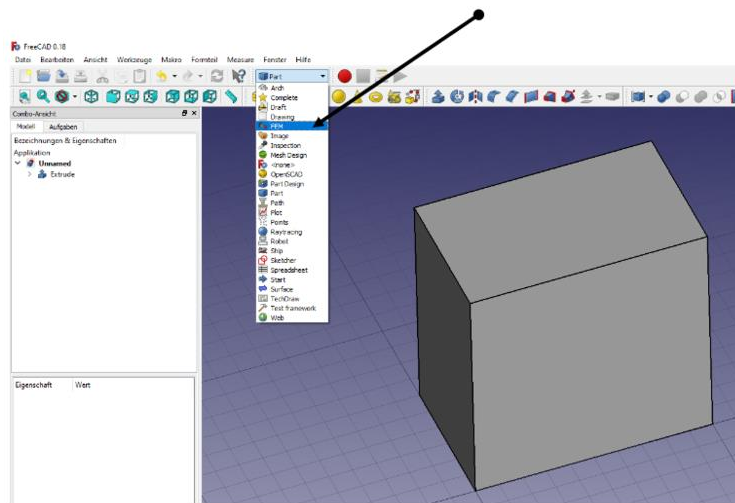 FreeCAD 0.18
Datei Bearbeiten Ansicht Werkzeuge Makro Formteil Measure Fenster Hilfe
Part
Arch
Complete
Draft
Drawing
FEM
Image
Inspection
Mesh Design
<none>
OpenSCAD
Part Design
Part
Path
Plot
Points
Raytracing
Robot
Ship
Sketcher
Spreadsheet
Start
Surface
TechDraw
Test framework
Web
Combo-Ansicht
Modell Aufgaben
Bezeichnungen & Eigenschaften
Applikation
Unnamed
Extrude
Eigenschaft Wert